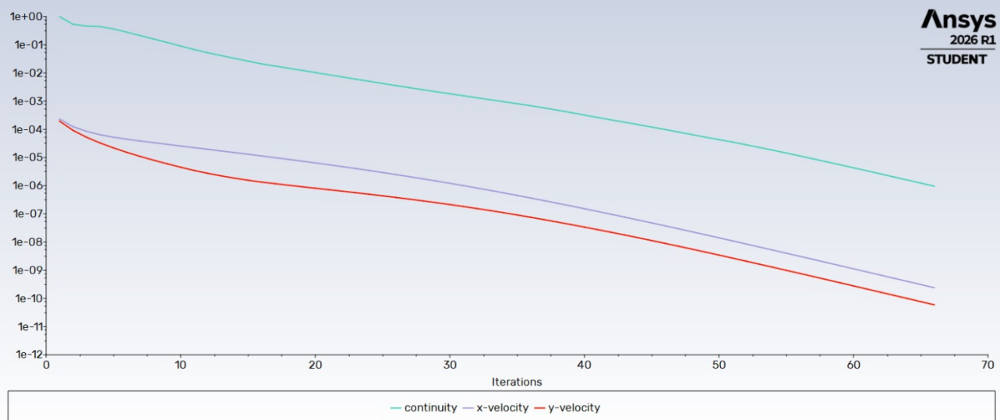 Ansys
2026 R1
STUDENT
1e+00
1e-01
1e-02
1e-03
1e-04
1e-05
1e-06
1e-07
1e-08
1e-09
1e-10
1e-11
1e-12
0 10 20 30 40 50 60 70
Iterations
continuity x-velocity y-velocity